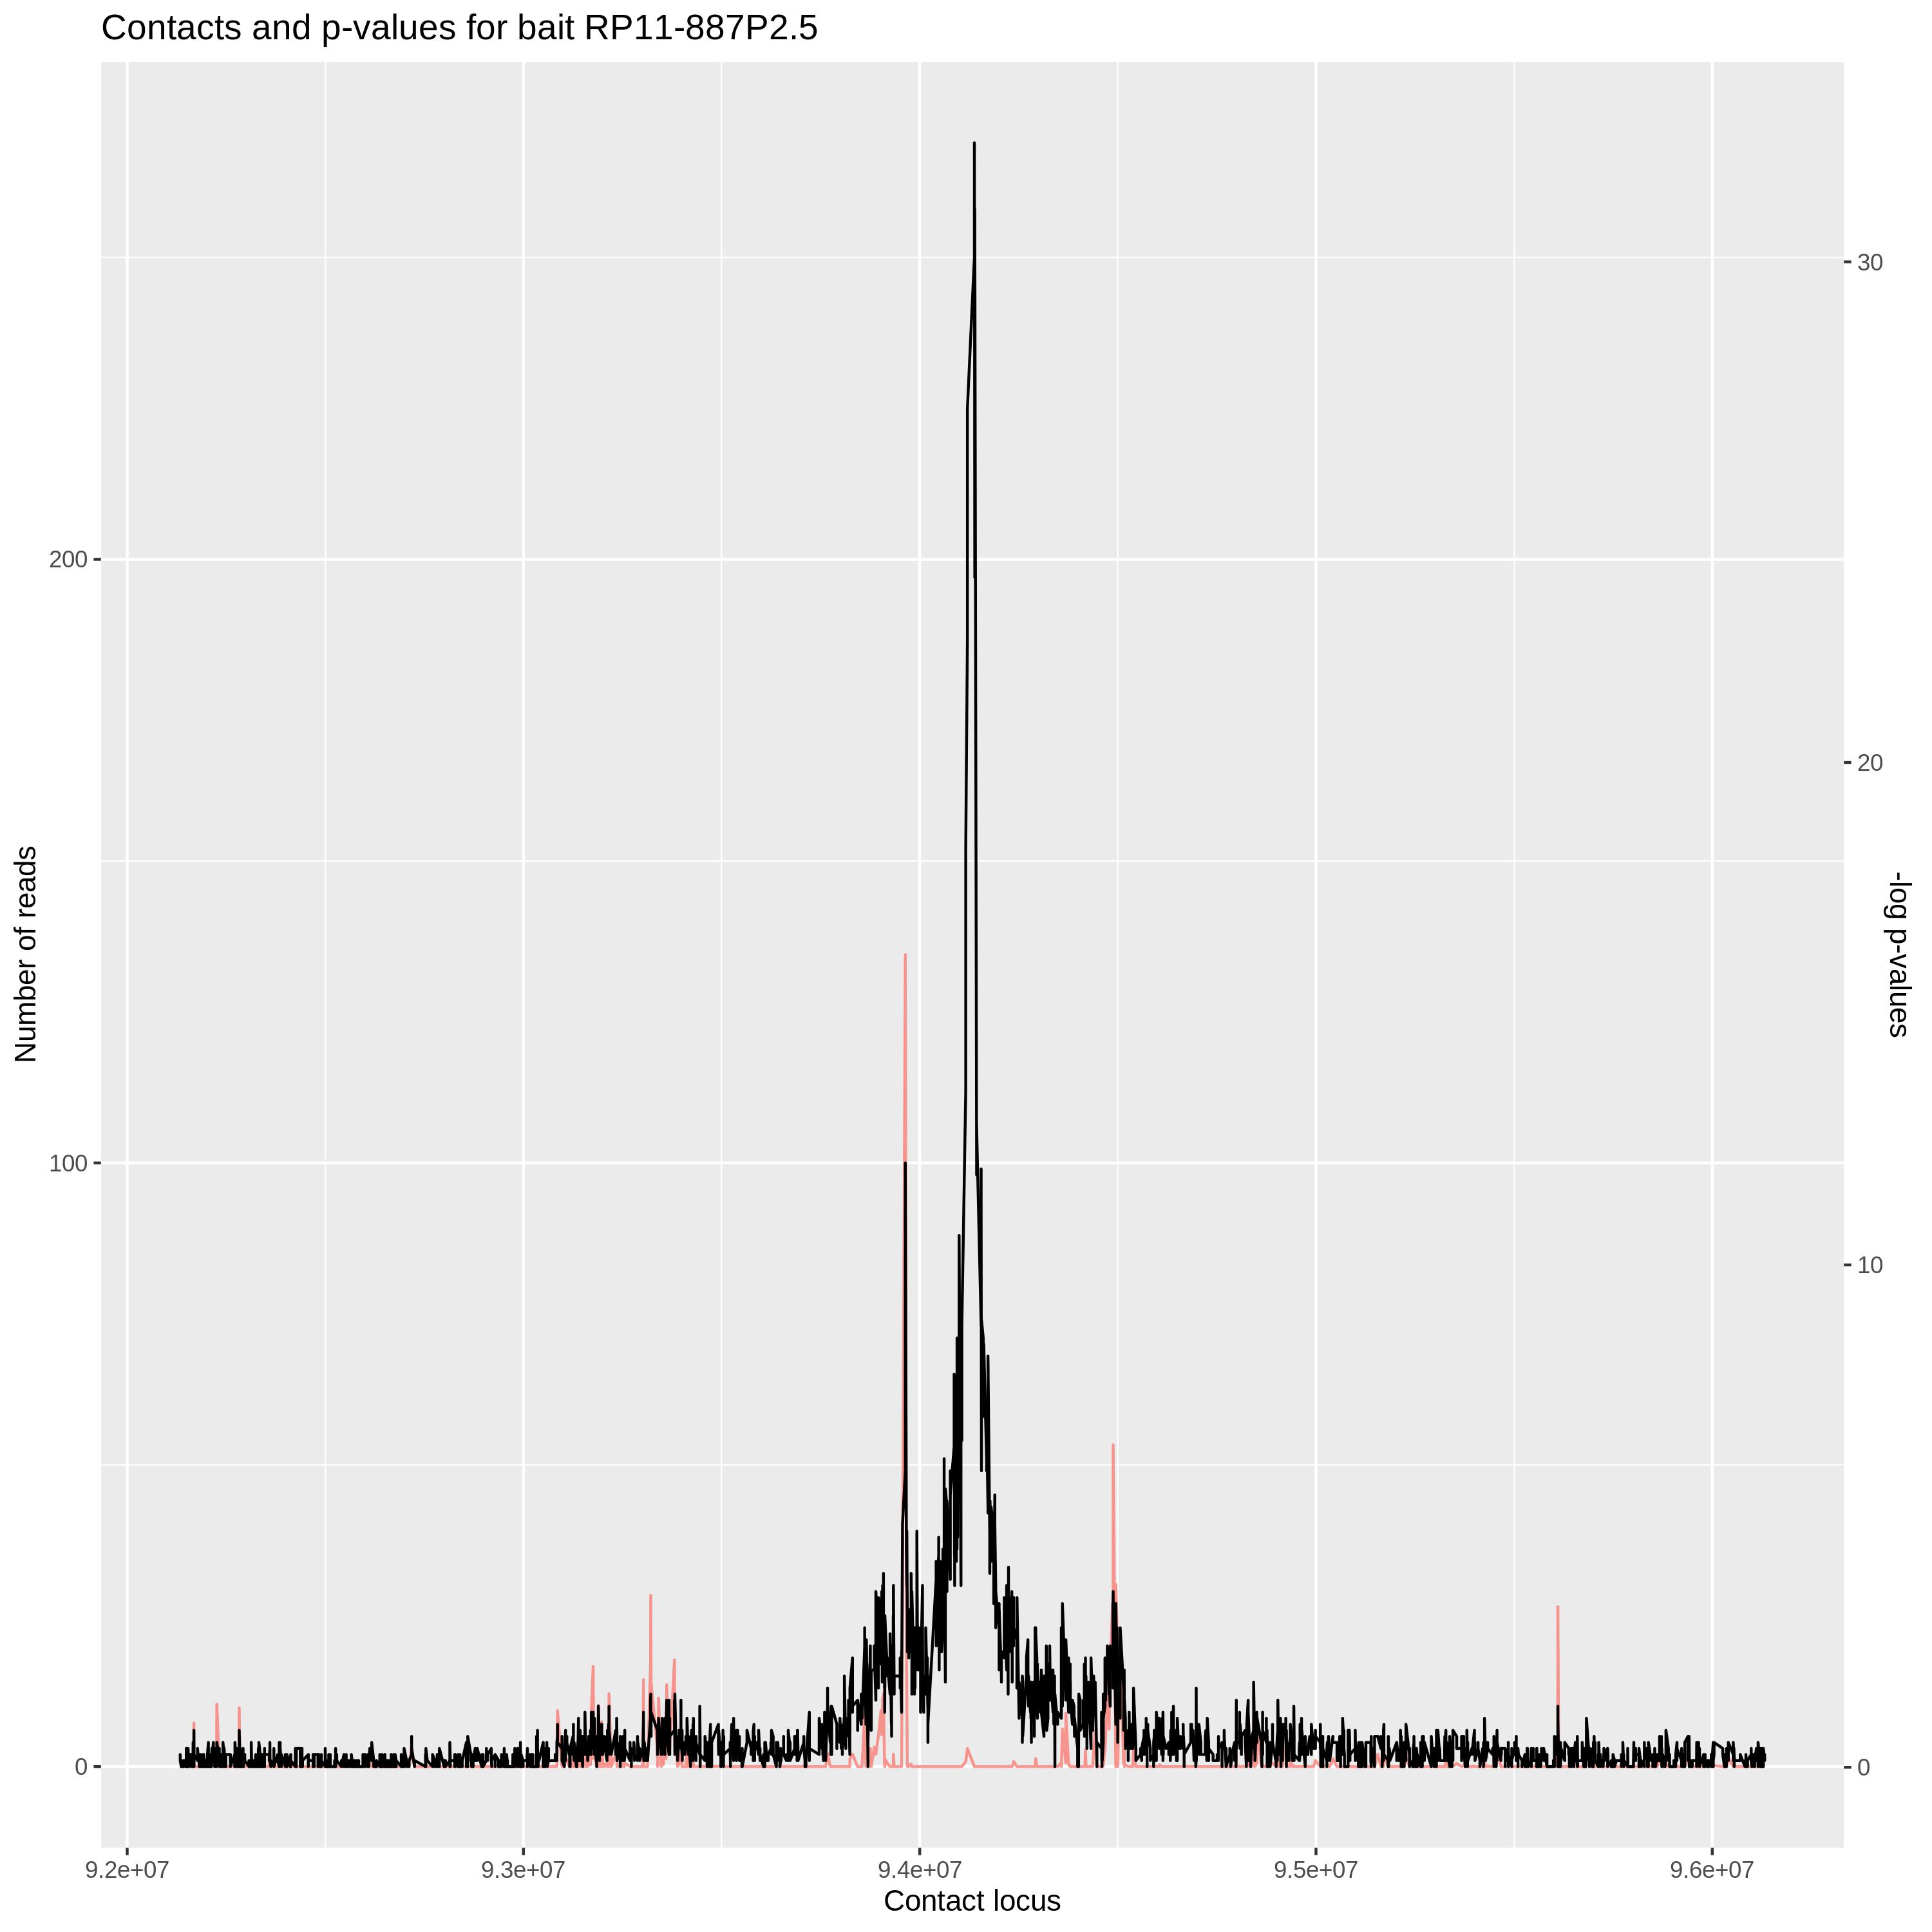 Contacts and p-values for bait RP11-887P2.5
Number of reads
200
100
0
30
20
10
0
-log p-values
9.2e+07
9.3e+07
9.4e+07
9.5e+07
9.6e+07
Contact locus